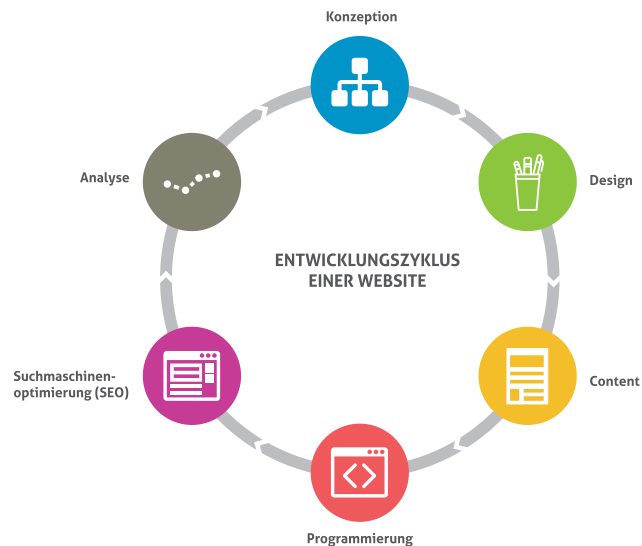 Konzeption
Design
Content
Programmierung
Suchmaschinen-
optimierung (SEO)
Analyse
ENTWICKLUNGSZYKLUS
EINER WEBSITE